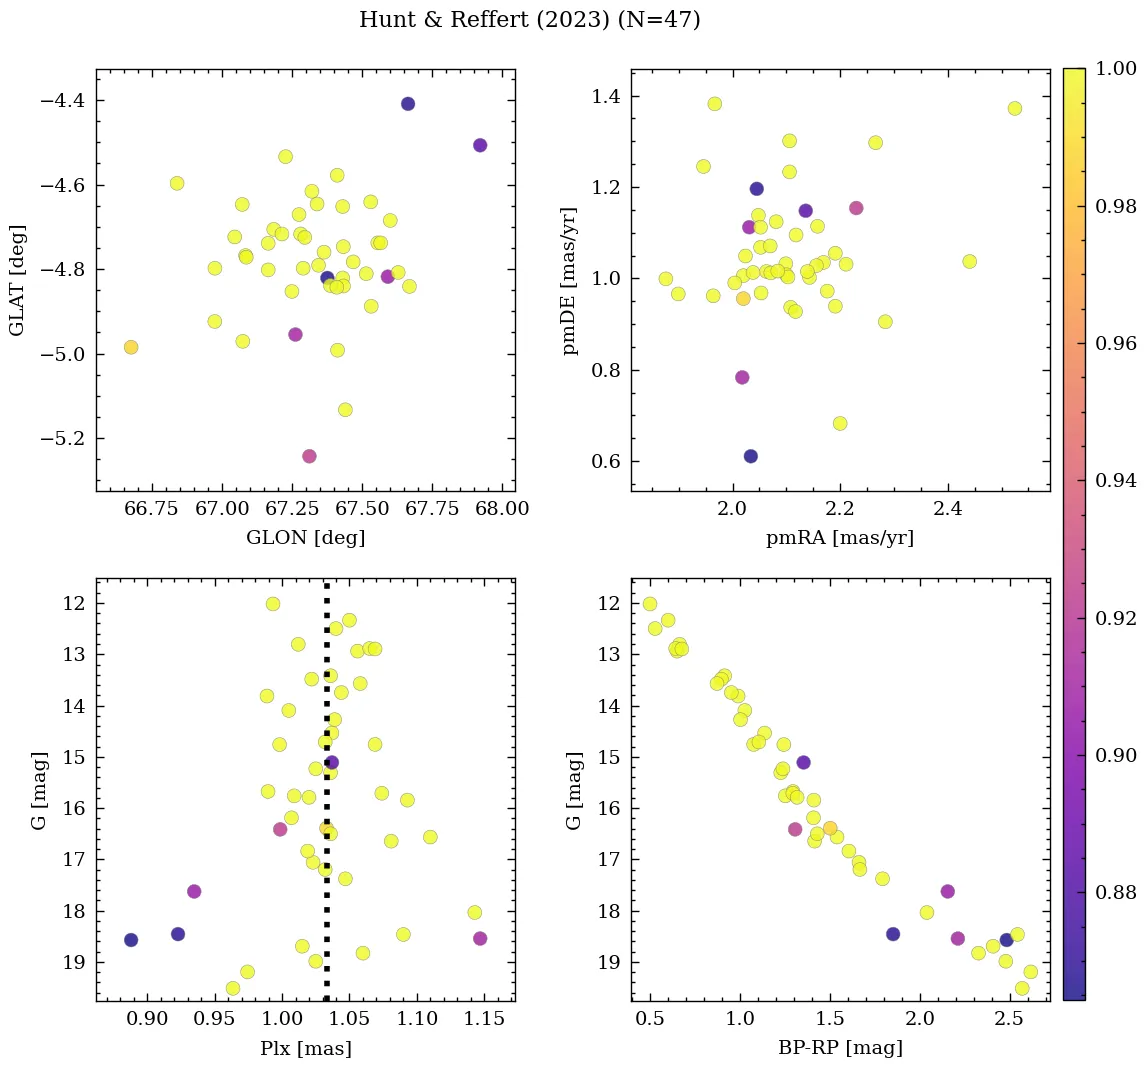 Hunt & Reffert (2023) (N=47)
−4.4
−4.6
−4.8
−5.0
−5.2
GLAT [deg]
66.75 67.00 67.25 67.50 67.75 68.00
GLON [deg]
1.4
1.2
1.0
0.8
0.6
pmDE [mas/yr]
2.0 2.2 2.4
pmRA [mas/yr]
12
13
14
15
16
17
18
19
G [mag]
0.90 0.95 1.00 1.05 1.10 1.15
Plx [mas]
12
13
14
15
16
17
18
19
G [mag]
0.5 1.0 1.5 2.0 2.5
BP-RP [mag]
1.00
0.98
0.96
0.94
0.92
0.90
0.88